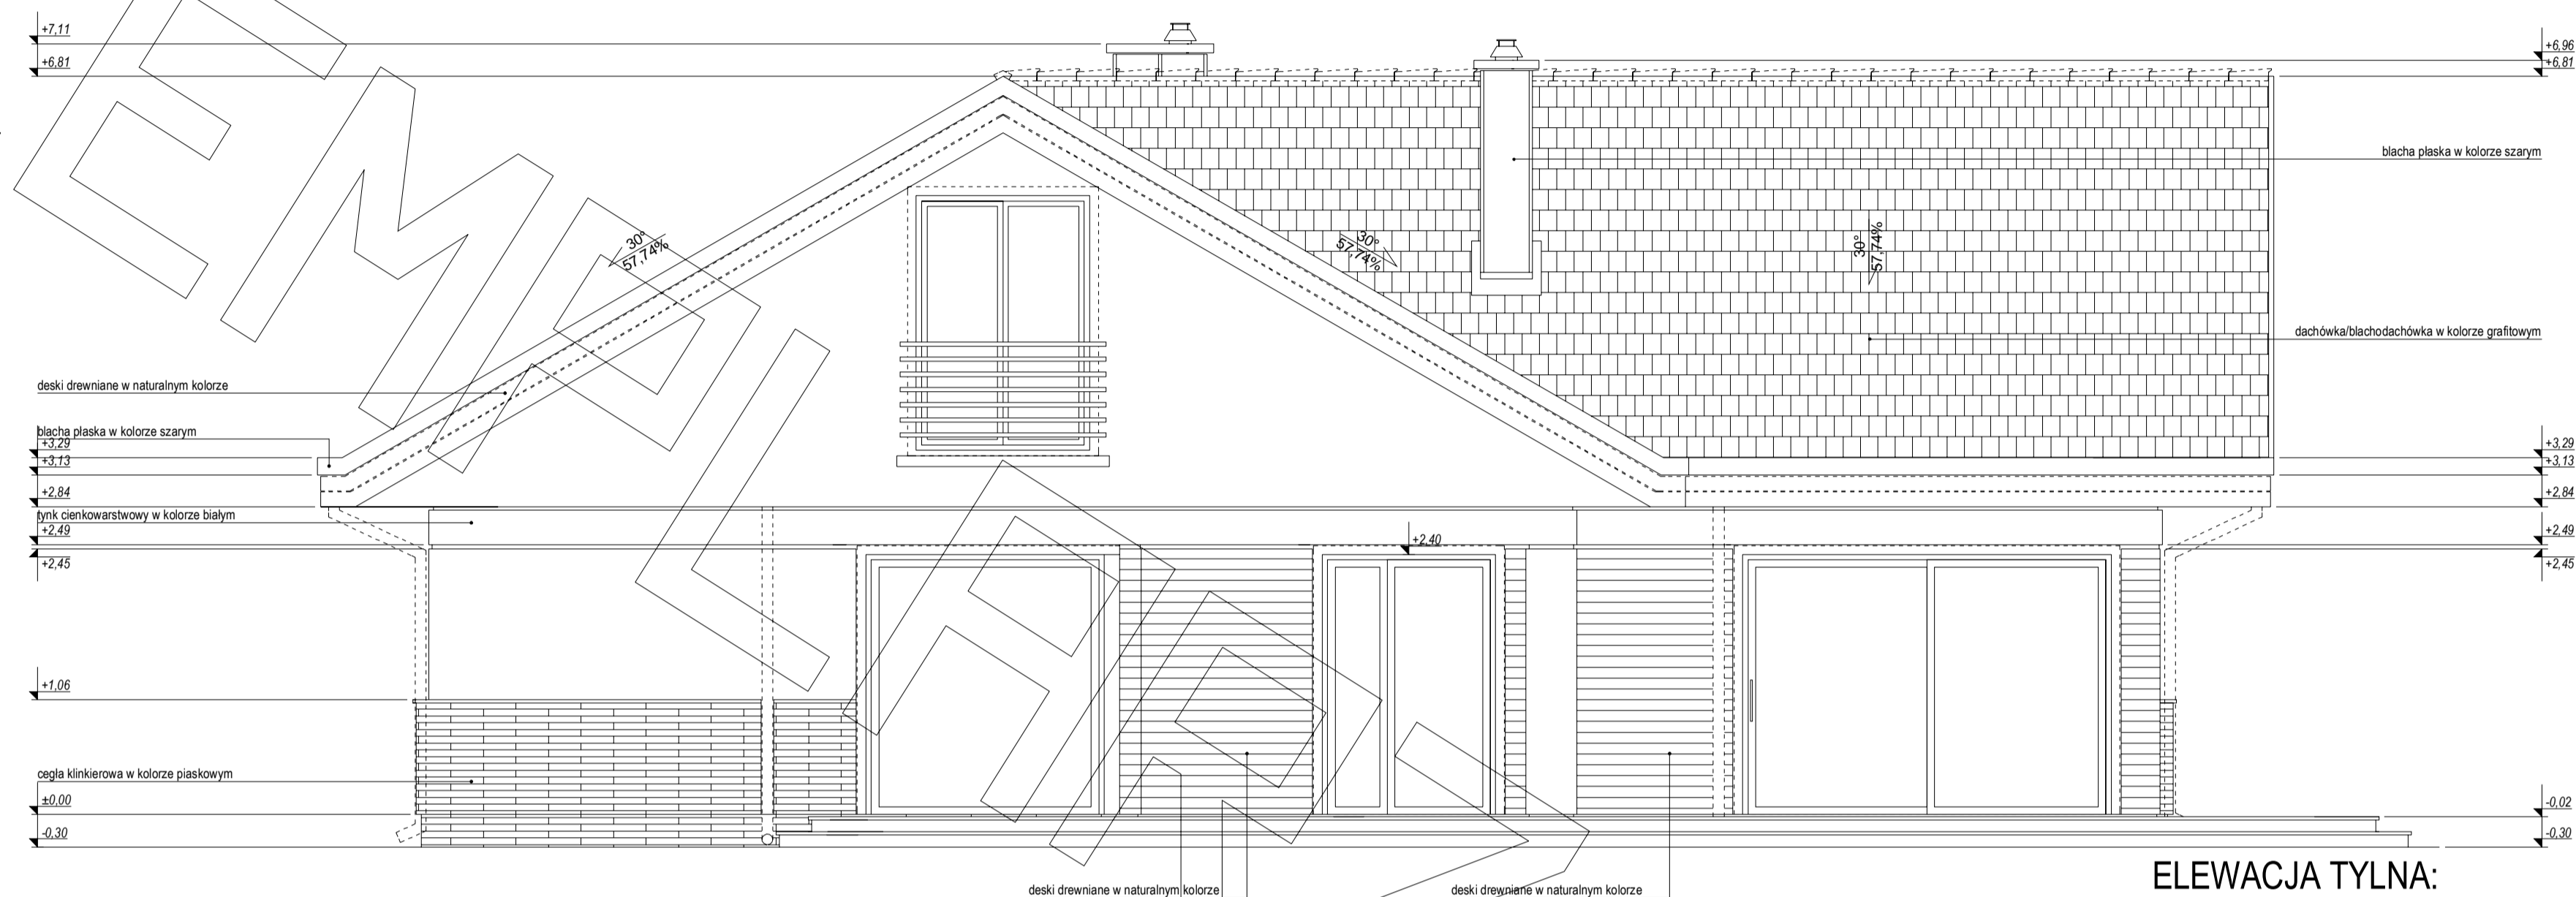 +7,11
+6,81
+6,96
+6,81
blacha płaska w kolorze szarym
30°
57,74%
30°
57,74%
30°
57,74%
dachówka/blachodachówka w kolorze grafitowym
deski drewniane w naturalnym kolorze
blacha płaska w kolorze szarym
+3,29
+3,13
+2,84
+3,29
+3,13
+2,84
tynk cienkowarstwowy w kolorze białym
+2,49
+2,45
+2,40
+2,49
+2,45
+1,06
cegła klinkierowa w kolorze piaskowym
±0,00
-0,30
-0,02
-0,30
deski drewniane w naturalnym kolorze
deski drewniane w naturalnym kolorze
ELEWACJA TYLNA: